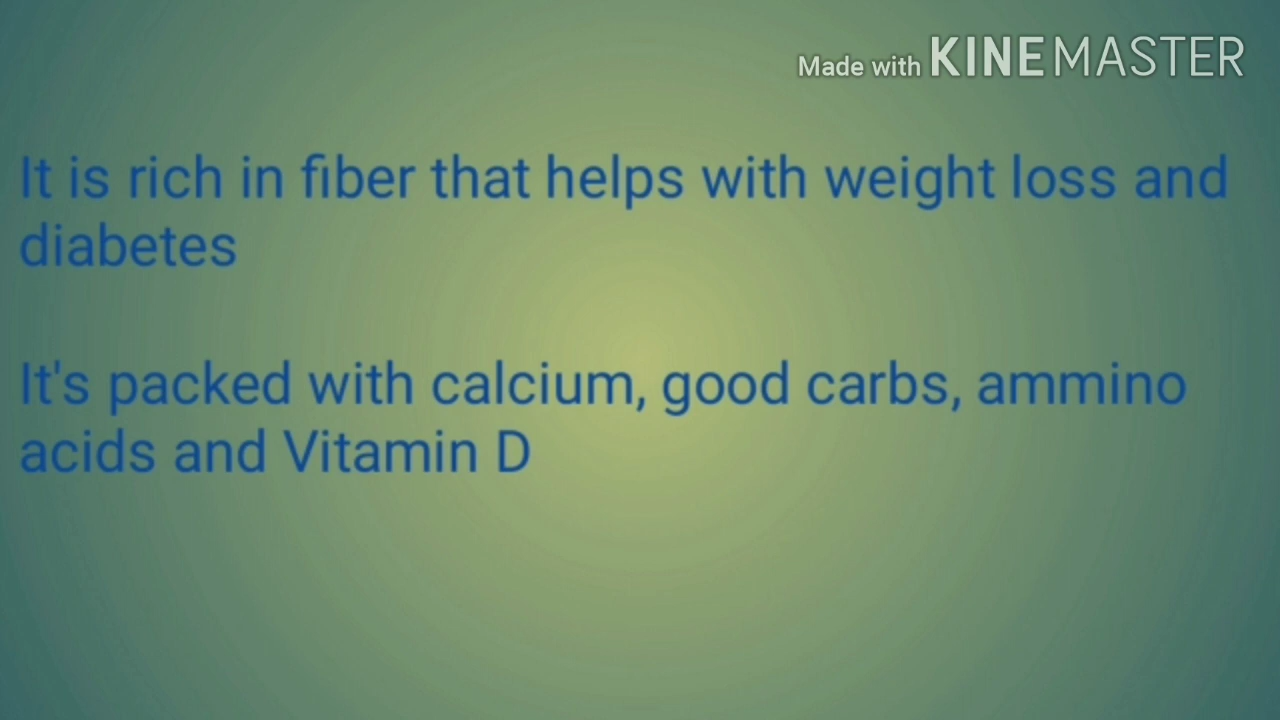 Made with KINEMASTER
It is rich in fiber that helps with weight loss and
diabetes
It's packed with calcium, good carbs, ammino
acids and Vitamin D